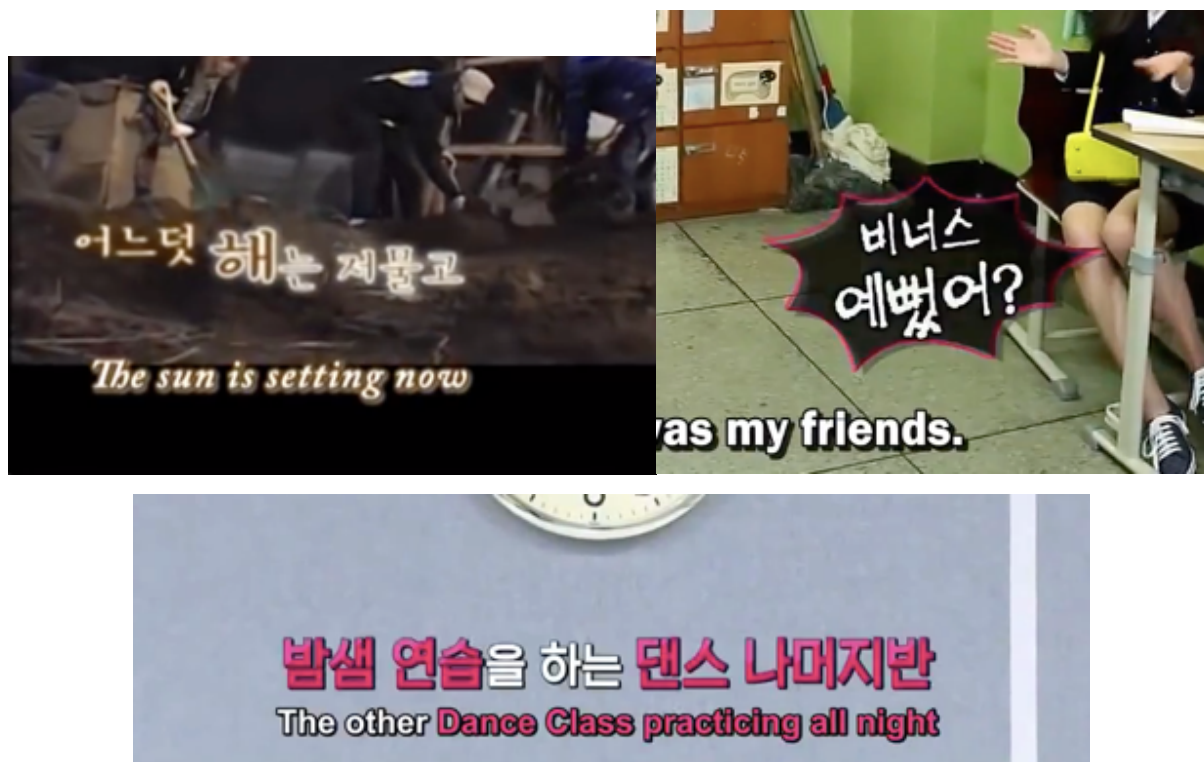 어느덧 해는 저물고
The sun is setting now
비너스
예뻤어?
was my friends.
밤샘 연습을 하는 댄스 나머지반
The other Dance Class practicing all night